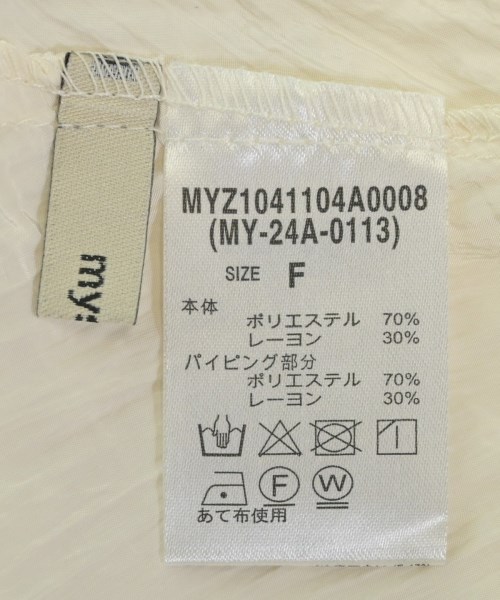 my
MYZ1041104A0008
(MY-24A-0113)
SIZE F
本体
ポリエステル 70%
レーヨン 30%
パイピング部分
ポリエステル 70%
レーヨン 30%
F W
あて布使用